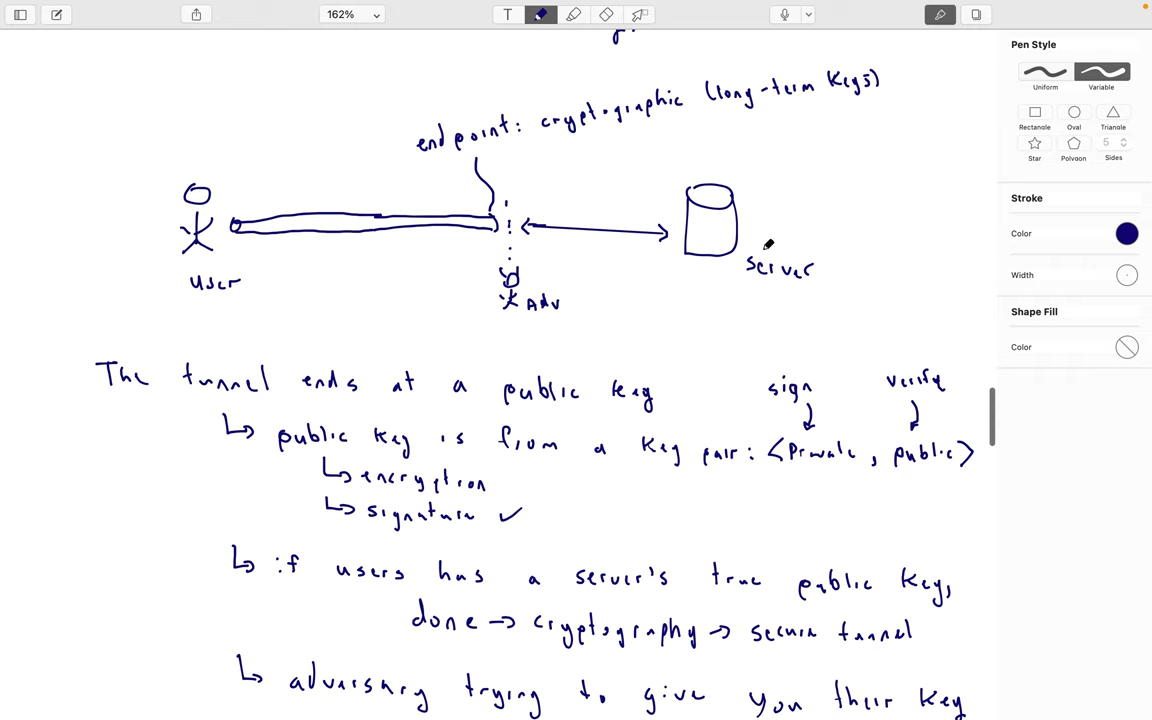 162%
T
Pen Style
Uniform
Variable
Rectangle
Oval
Triangle
Star
Polygon
5
Sides
Stroke
Color
Width
Shape Fill
Color
endpoint: cryptographic (long-term keys)
user
Adv
server
The tunnel ends at a public key
sign
verify
↳ public key is from a key pair: <Private, public>
↳ encryption
↳ signature ✓
↳ if users has a server's true public key,
done → cryptography → secure tunnel
↳ adversary trying to give you their key